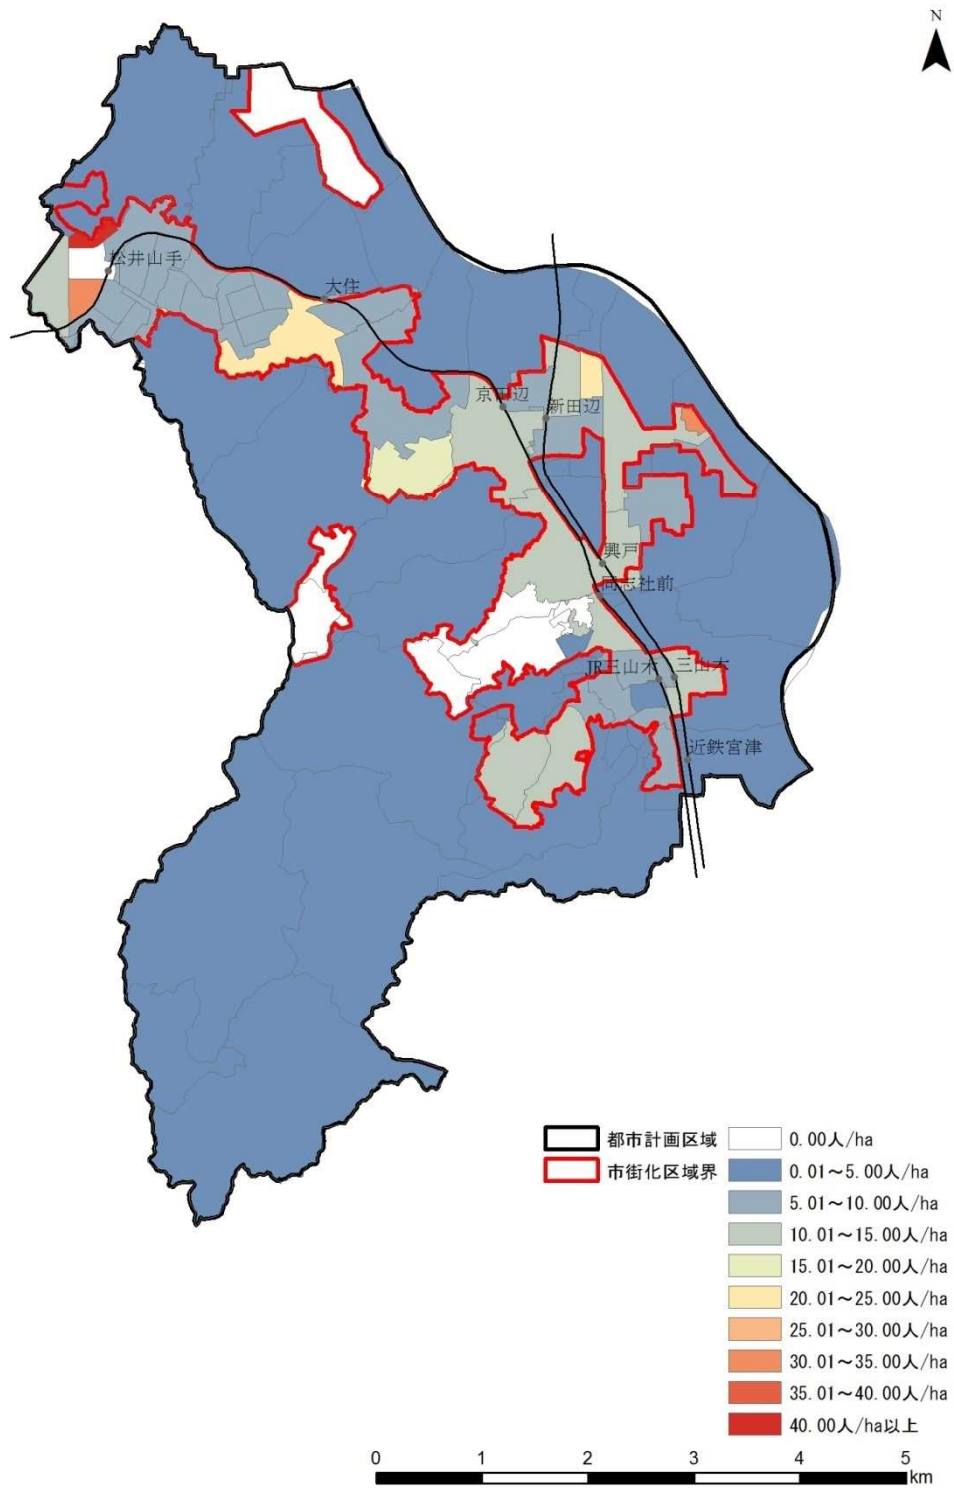 N
松井山手
大住
京田辺
新田辺
興戸
同志社前
JR三山木
三山木
近鉄宮津
都市計画区域
市街化区域界
0.00人/ha
0.01～5.00人/ha
5.01～10.00人/ha
10.01～15.00人/ha
15.01～20.00人/ha
20.01～25.00人/ha
25.01～30.00人/ha
30.01～35.00人/ha
35.01～40.00人/ha
40.00人/ha以上
0 1 2 3 4 5
km